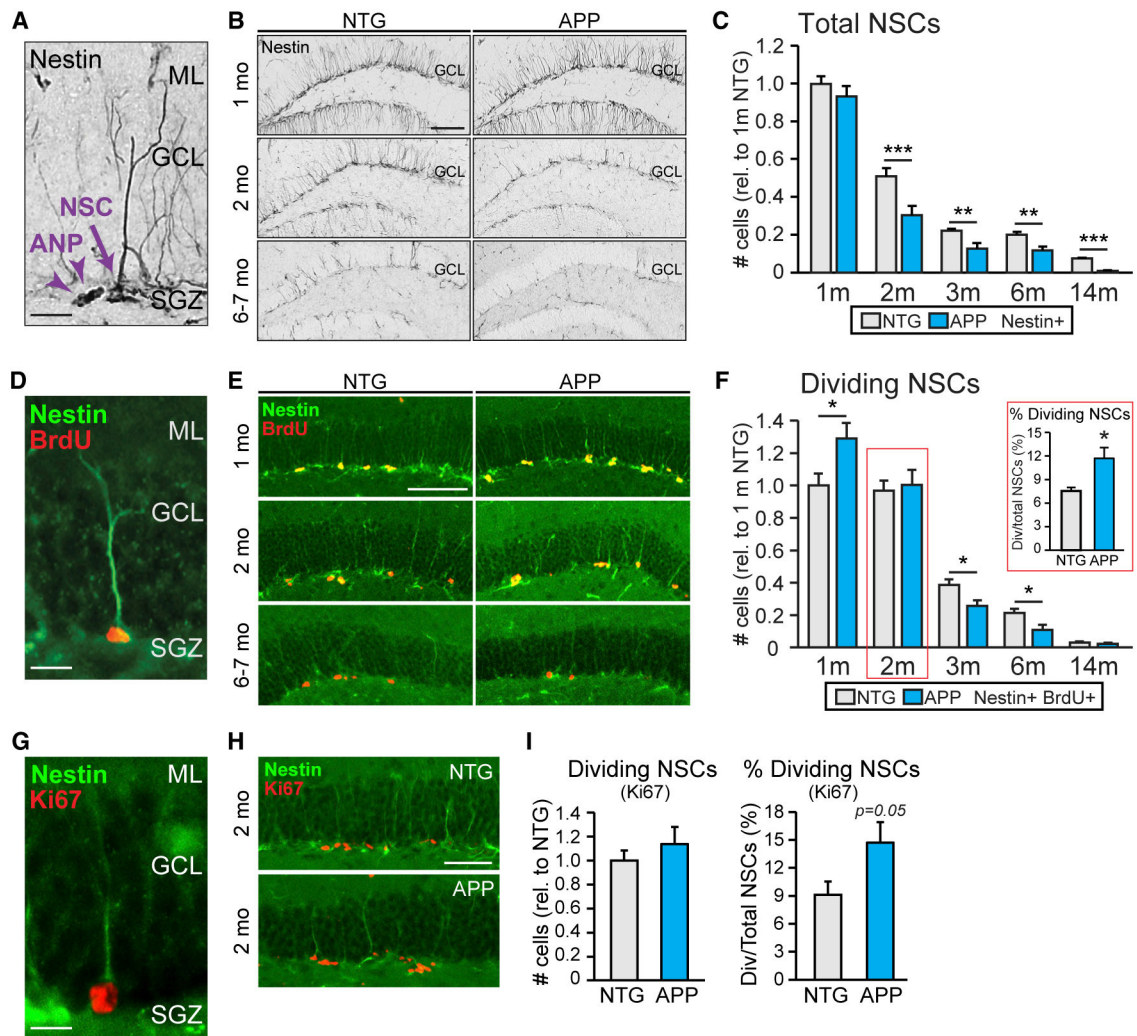 A
Nestin
ML
GCL
NSC
ANP
SGZ
B
NTG
APP
Nestin
GCL
GCL
1 mo
GCL
GCL
2 mo
GCL
GCL
6-7 mo
C
Total NSCs
# cells (rel. to 1m NTG)
1.2
1.0
0.8
0.6
0.4
0.2
0
***
**
**
***
1m 2m 3m 6m 14m
NTG APP Nestin+
D
Nestin
BrdU
ML
GCL
SGZ
E
NTG
APP
Nestin
BrdU
1 mo
2 mo
6-7 mo
F
Dividing NSCs
# cells (rel. to 1 m NTG)
1.4
1.2
1.0
0.8
0.6
0.4
0.2
0
*
*
*
1m 2m 3m 6m 14m
NTG APP Nestin+ BrdU+
% Dividing NSCs
Div/total NSCs (%)
15
12
9
6
3
0
*
NTG APP
G
Nestin
Ki67
ML
GCL
SGZ
H
Nestin
Ki67
NTG
2 mo
APP
2 mo
I
Dividing NSCs
(Ki67)
# cells (rel. to NTG)
1.4
1.2
1.0
0.8
0.6
0.4
0.2
0
NTG APP
% Dividing NSCs
(Ki67)
p=0.05
Div/Total NSCs (%)
18
15
12
9
6
3
0
NTG APP